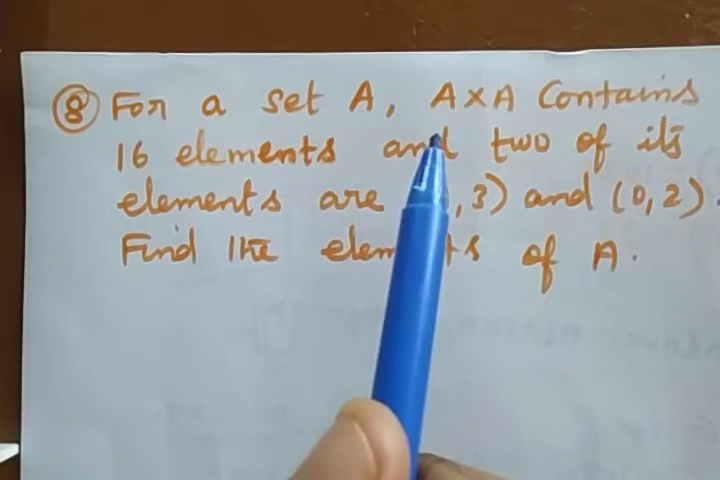 8 For a set A, A×A Contains
16 elements and two of its
elements are , 3) and (0, 2).
Find the elements of A.